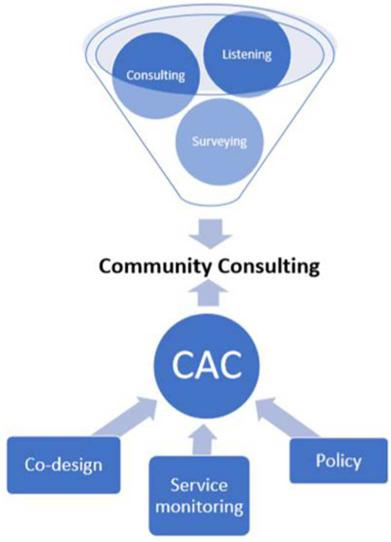 Listening
Consulting
Surveying
Community Consulting
CAC
Co-design
Service
monitoring
Policy